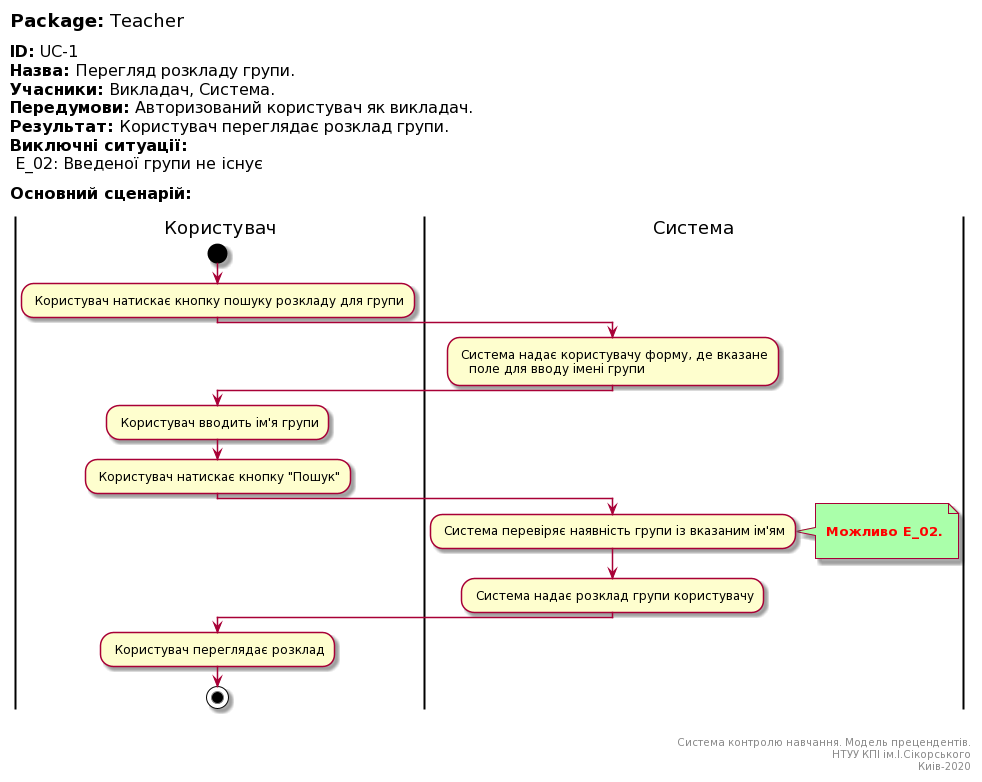 Package: Teacher
ID: UC-1
Назва: Перегляд розкладу групи.
Учасники: Викладач, Система.
Передумови: Авторизований користувач як викладач.
Результат: Користувач переглядає розклад групи.
Виключні ситуації:
E_02: Введеної групи не існує
Основний сценарій:
Користувач
Система
Користувач натискає кнопку пошуку розкладу для групи
Система надає користувачу форму, де вказане
поле для вводу імені групи
Користувач вводить ім'я групи
Користувач натискає кнопку "Пошук"
Система перевіряє наявність групи із вказаним ім'ям
Можливо E_02.
Система надає розклад групи користувачу
Користувач переглядає розклад
Система контролю навчання. Модель прецендентів.
НТУУ КПІ ім.І.Сікорського
Київ-2020